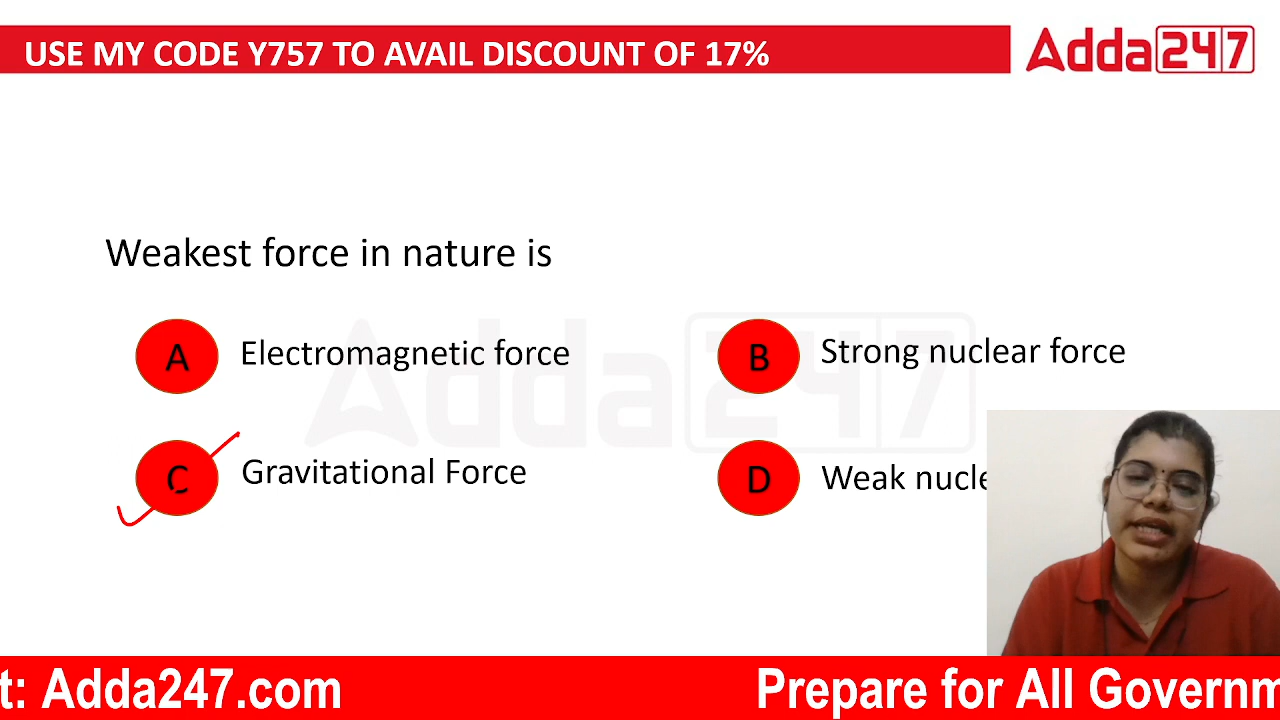 USE MY CODE Y757 TO AVAIL DISCOUNT OF 17%
Adda247
Weakest force in nature is
A Electromagnetic force
B Strong nuclear force
C Gravitational Force
D Weak nucle
Adda247
t: Adda247.com
Prepare for All Governm